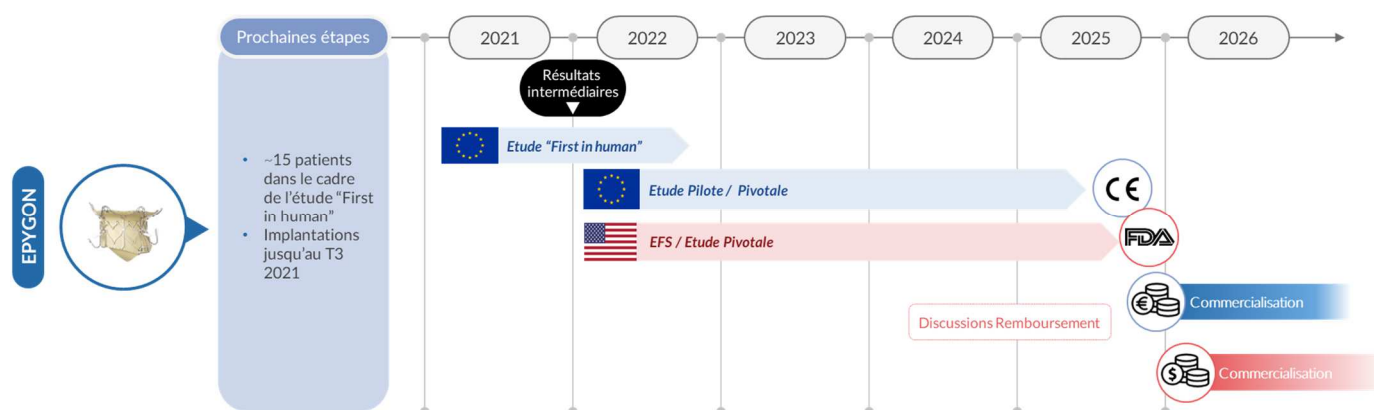 Prochaines étapes
2021
2022
2023
2024
2025
2026
Résultats
intermédiaires
EPYGON
• ~15 patients
dans le cadre
de l'étude "First
in human"
• Implantations
jusqu'au T3
2021
Etude "First in human"
Etude Pilote / Pivotale
CE
EFS / Etude Pivotale
FDA
€
Commercialisation
Discussions Remboursement
$
Commercialisation